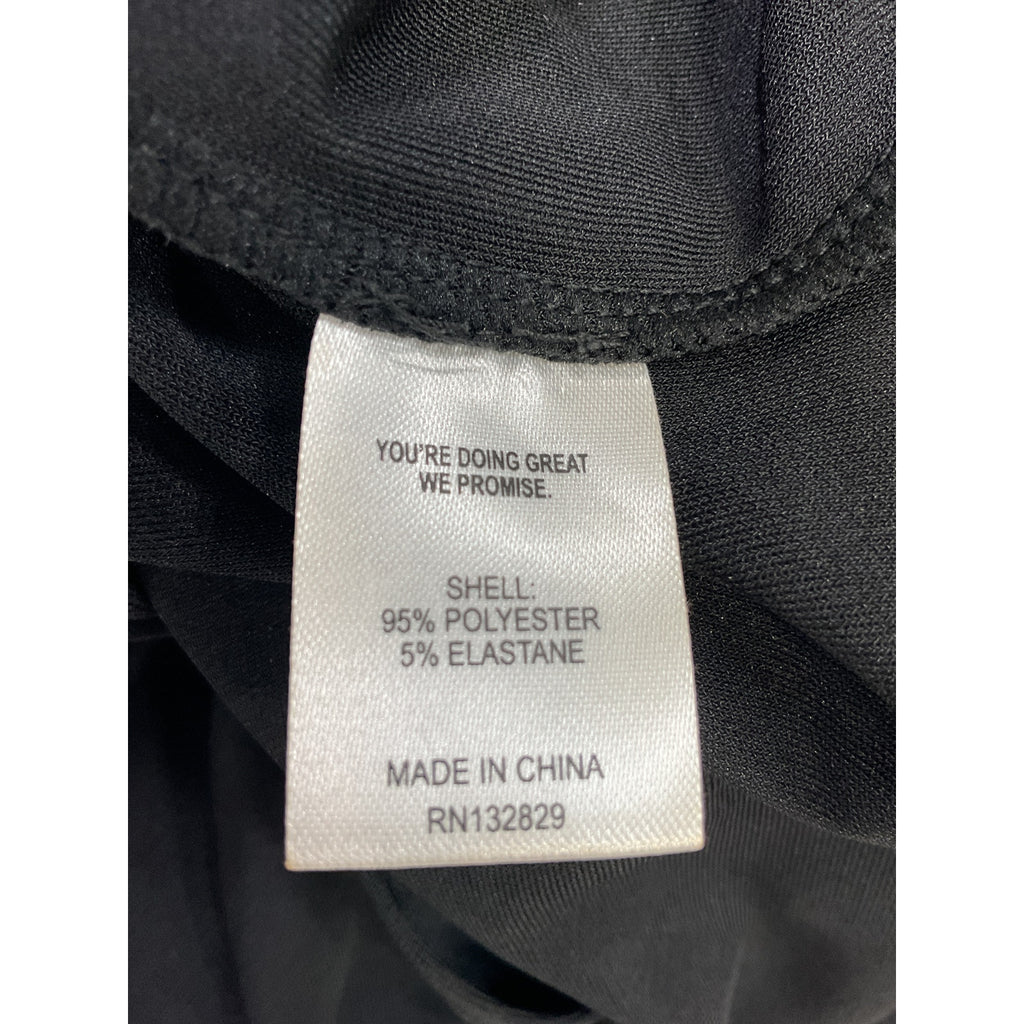 YOU'RE DOING GREAT
WE PROMISE.
SHELL:
95% POLYESTER
5% ELASTANE
MADE IN CHINA
RN132829